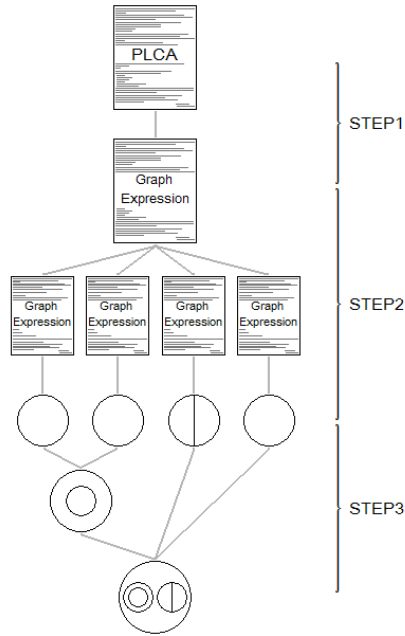 PLCA
STEP1
Graph
Expression
Graph
Expression
Graph
Expression
Graph
Expression
Graph
Expression
STEP2
STEP3